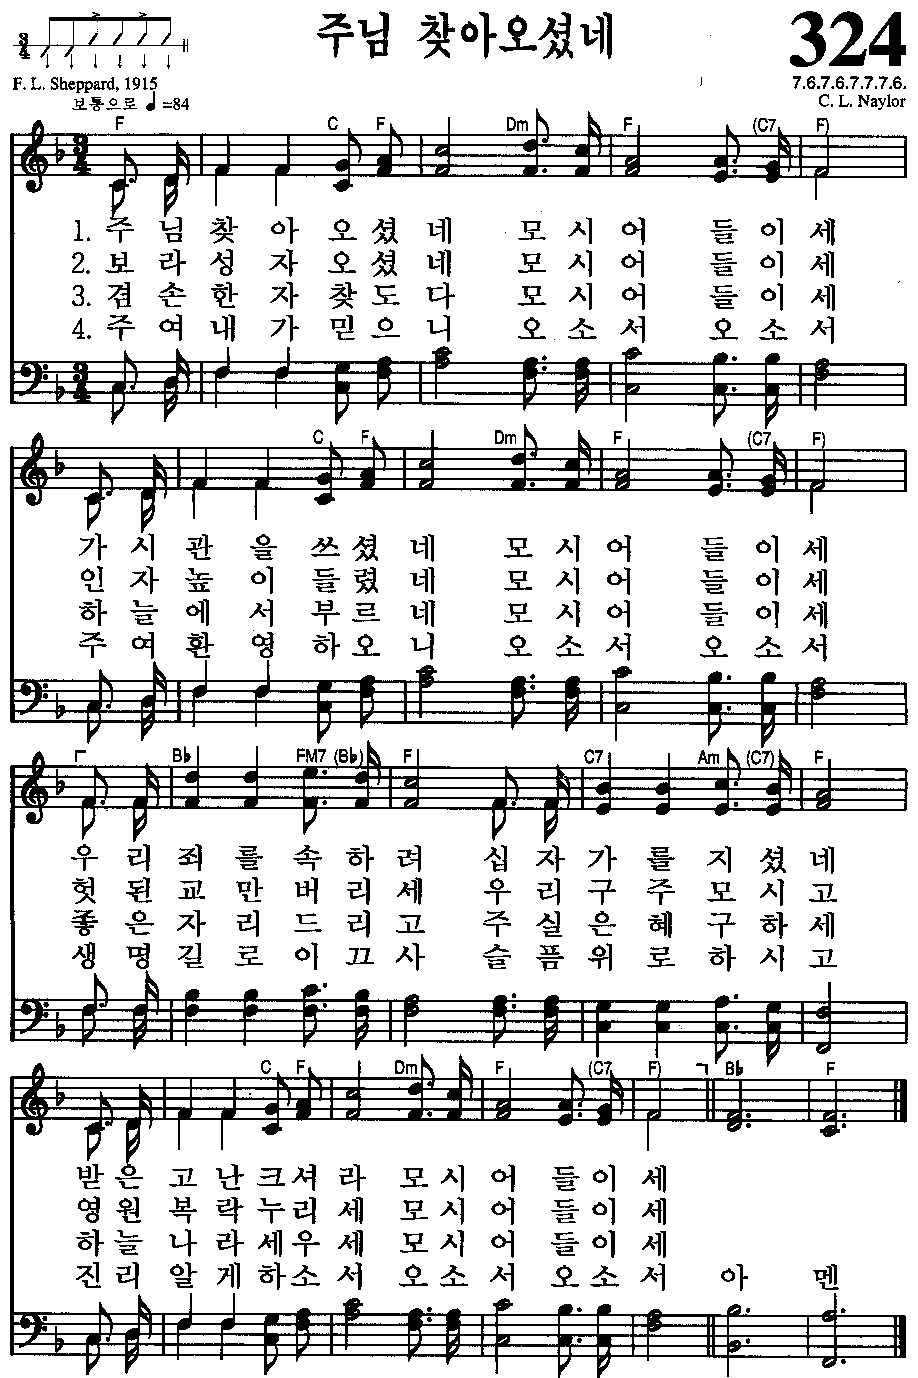 주님 찾아오셨네 324
F. L. Sheppard, 1915 7.6.7.6.7.7.7.6.
보통으로 ♩=84 C. L. Naylor
F C F Dm F (C7 F)
1. 주 님 찾 아 오 셨 네 모 시 어 들 이 세
2. 보 라 성 자 오 셨 네 모 시 어 들 이 세
3. 겸 손 한 자 찾 도 다 모 시 어 들 이 세
4. 주 여 내 가 믿 으 니 오 소 서 오 소 서
C F Dm F (C7 F)
가 시 관 을 쓰 셨 네 모 시 어 들 이 세
인 자 높 이 들 렸 네 모 시 어 들 이 세
하 늘 에 서 부 르 네 모 시 어 들 이 세
주 여 환 영 하 오 니 오 소 서 오 소 서
B♭ FM7 (B♭) F C7 Am (C7) F
우 리 죄 를 속 하 려 십 자 가 를 지 셨 네
헛 된 교 만 버 리 세 우 리 구 주 모 시 고
좋 은 자 리 드 리 고 주 실 은 혜 구 하 세
생 명 길 로 이 끄 사 슬 픔 위 로 하 시 고
C F Dm F (C7 F) B♭ F
받 은 고 난 크 셔 라 모 시 어 들 이 세
영 원 복 락 누 리 세 모 시 어 들 이 세
하 늘 나 라 세 우 세 모 시 어 들 이 세
진 리 알 게 하 소 서 오 소 서 오 소 서 아 멘